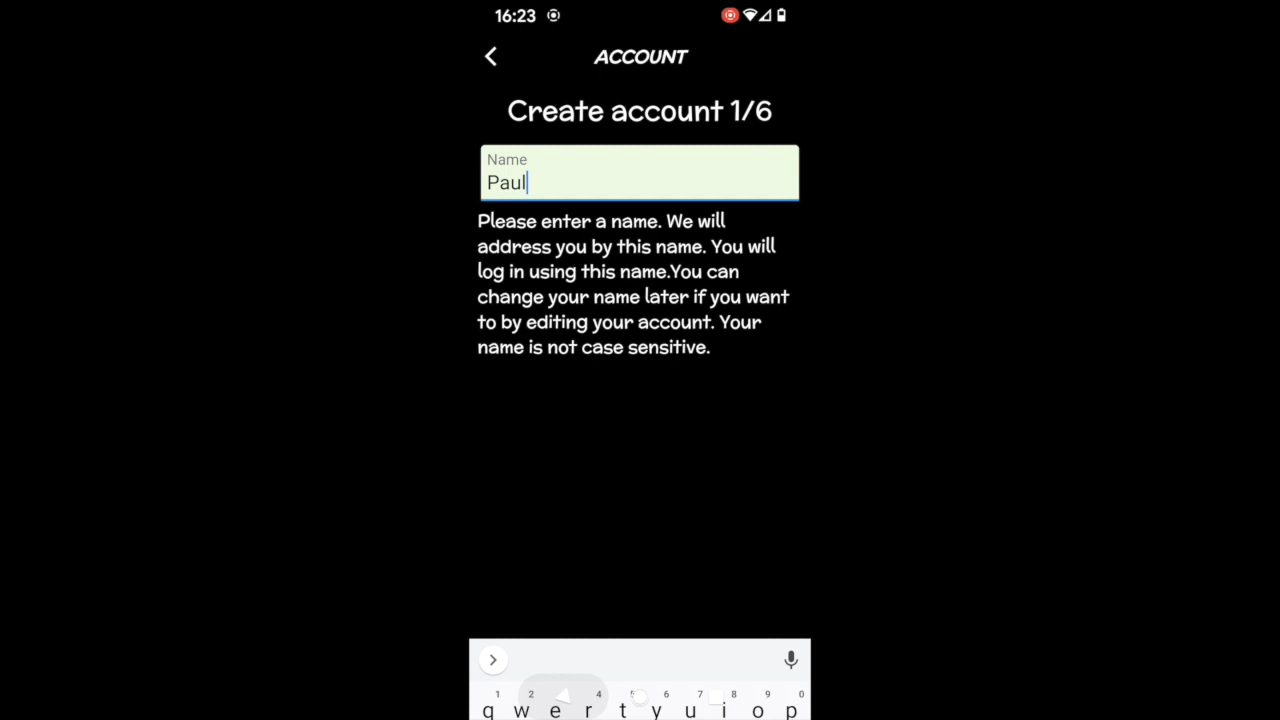 16:23
ACCOUNT
Create account 1/6
Name
Paul
Please enter a name. We will
address you by this name. You will
log in using this name.You can
change your name later if you want
to by editing your account. Your
name is not case sensitive.
1 2 4 5 6 7 8 9 0
q w e r t y u i o p